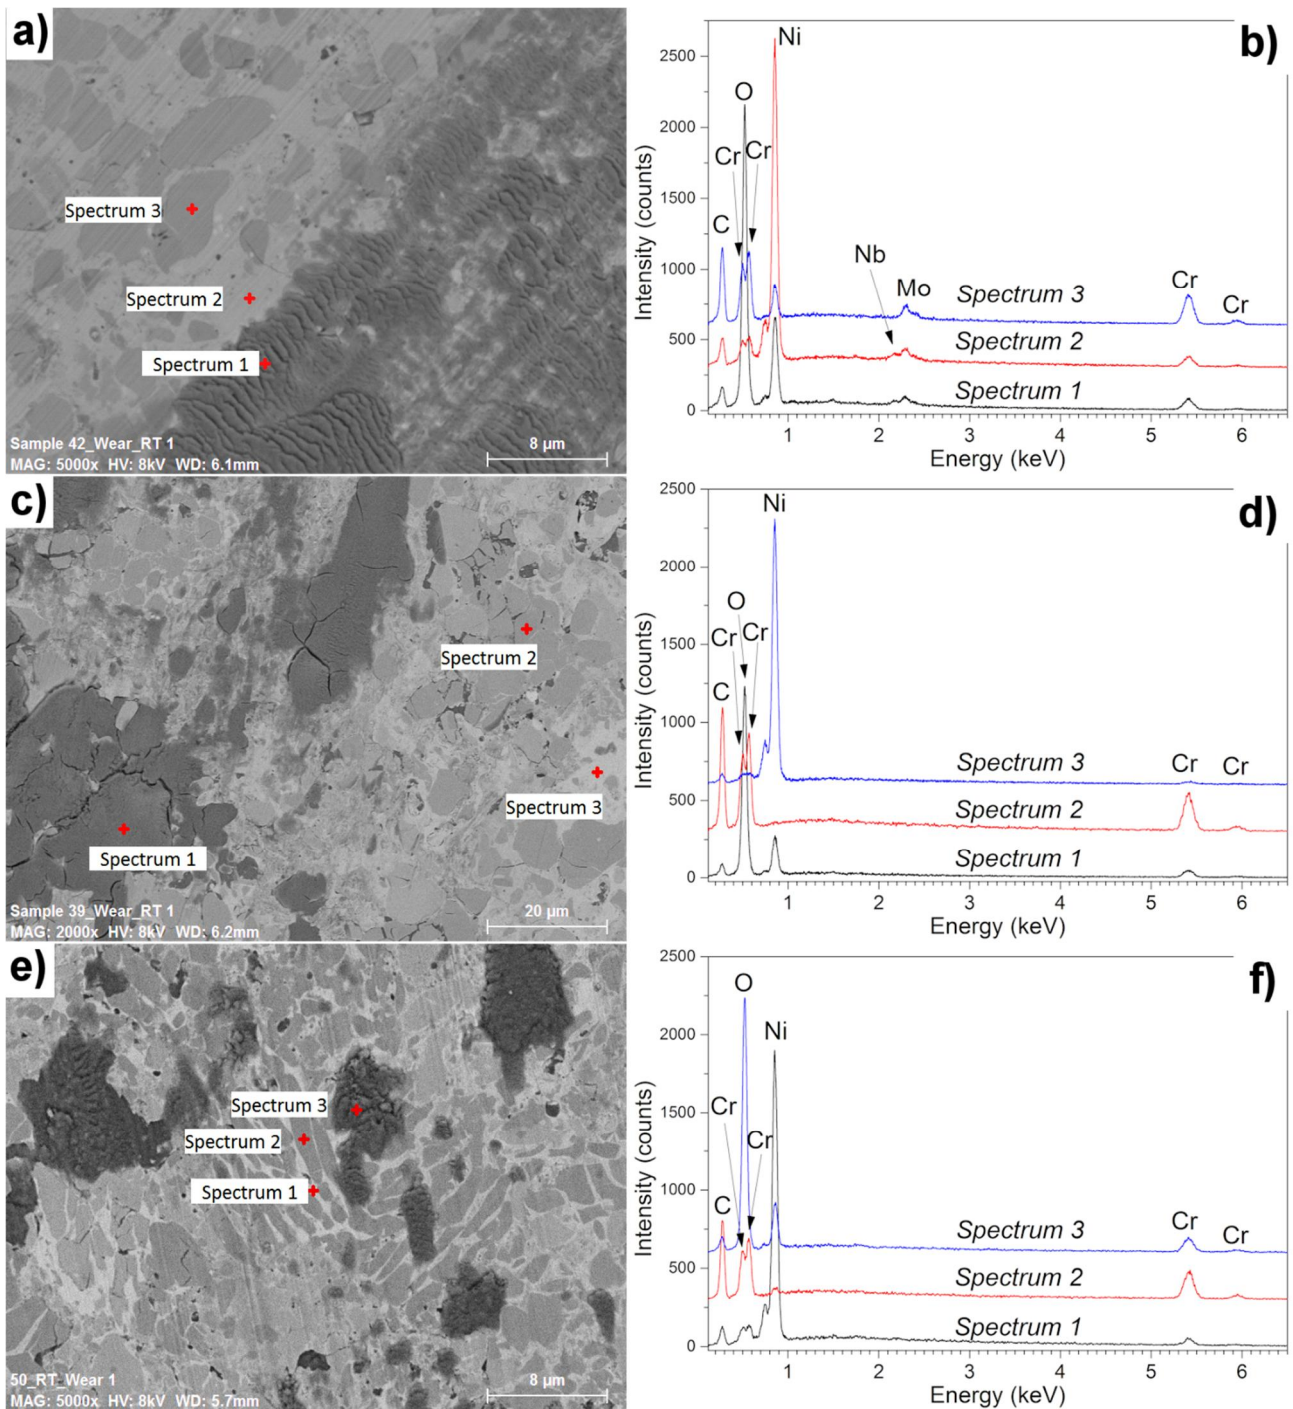 a)
Spectrum 3
Spectrum 2
Spectrum 1
Sample 42_Wear_RT 1
MAG: 5000x HV: 8kV WD: 6.1mm
8 µm
b)
2500
2000
1500
1000
500
0
Intensity (counts)
Ni
O
Cr
Cr
C
Nb
Mo
Cr
Cr
Spectrum 3
Spectrum 2
Spectrum 1
1
2
3
4
5
6
Energy (keV)
c)
Spectrum 2
Spectrum 3
Spectrum 1
Sample 39_Wear_RT 1
MAG: 2000x HV: 8kV WD: 6.2mm
20 µm
d)
2500
2000
1500
1000
500
0
Intensity (counts)
Ni
O
Cr
Cr
C
Cr
Cr
Spectrum 3
Spectrum 2
Spectrum 1
1
2
3
4
5
6
Energy (keV)
e)
Spectrum 3
Spectrum 2
Spectrum 1
50_RT_Wear 1
MAG: 5000x HV: 8kV WD: 5.7mm
8 µm
f)
2500
2000
1500
1000
500
0
Intensity (counts)
O
Ni
Cr
Cr
C
Cr
Cr
Spectrum 3
Spectrum 2
Spectrum 1
1
2
3
4
5
6
Energy (keV)